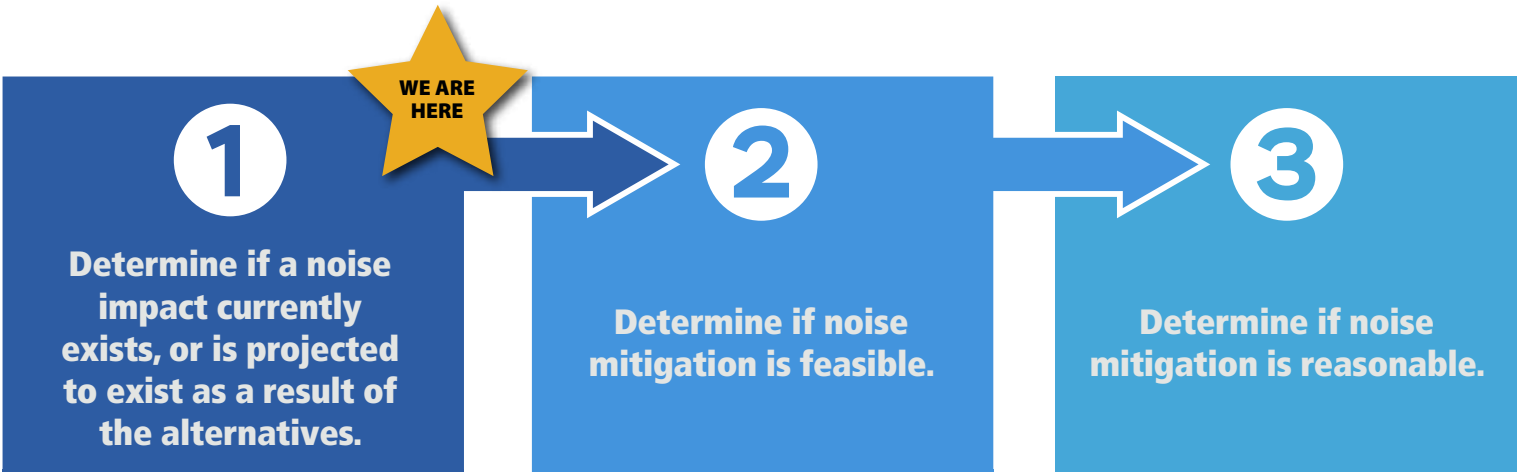 WE ARE
HERE
1
Determine if a noise
impact currently
exists, or is projected
to exist as a result of
the alternatives.
2
Determine if noise
mitigation is feasible.
3
Determine if noise
mitigation is reasonable.